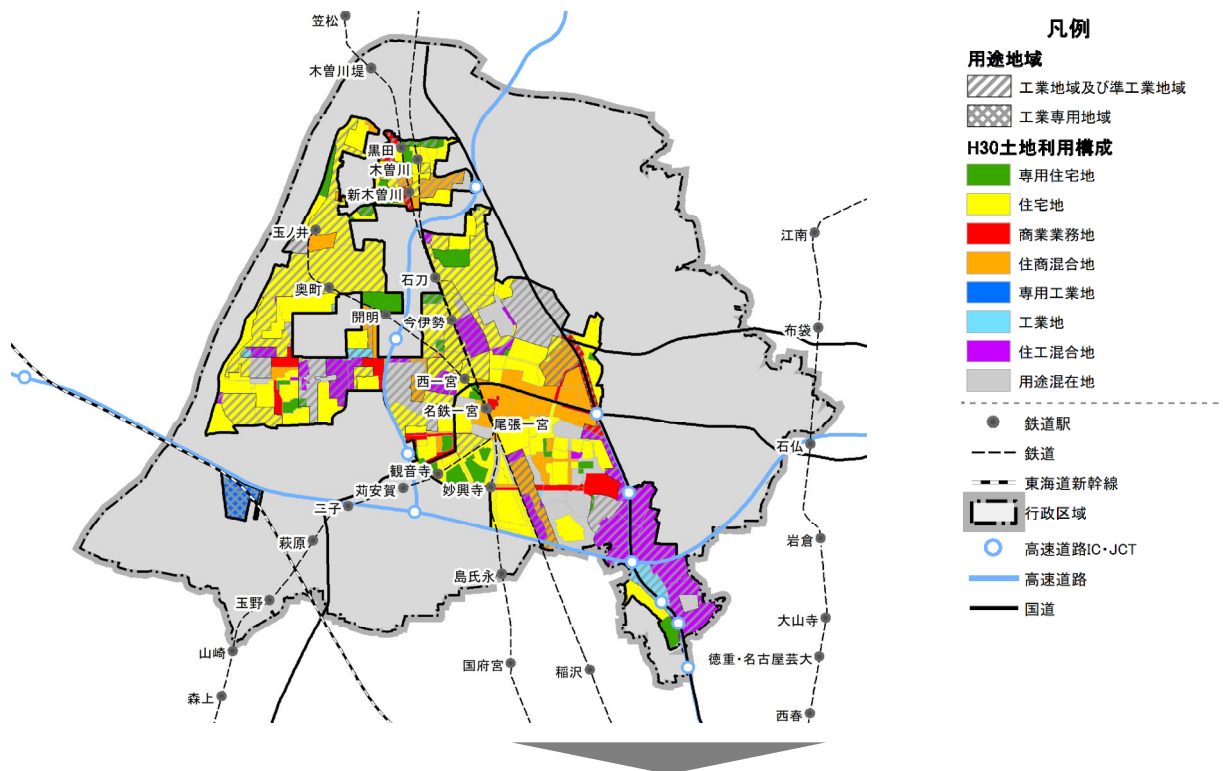 笠松
木曽川堤
黒田
木曽川
新木曽川
玉ノ井
江南
石刀
奥町
開明
今伊勢
布袋
西一宮
名鉄一宮
尾張一宮
石仏
観音寺
苅安賀
妙興寺
二子
萩原
岩倉
島氏永
玉野
大山寺
山崎
国府宮
稲沢
徳重・名古屋芸大
森上
西春
凡例
用途地域
工業地域及び準工業地域
工業専用地域
H30土地利用構成
専用住宅地
住宅地
商業業務地
住商混合地
専用工業地
工業地
住工混合地
用途混在地
鉄道駅
鉄道
東海道新幹線
行政区域
高速道路IC・JCT
高速道路
国道